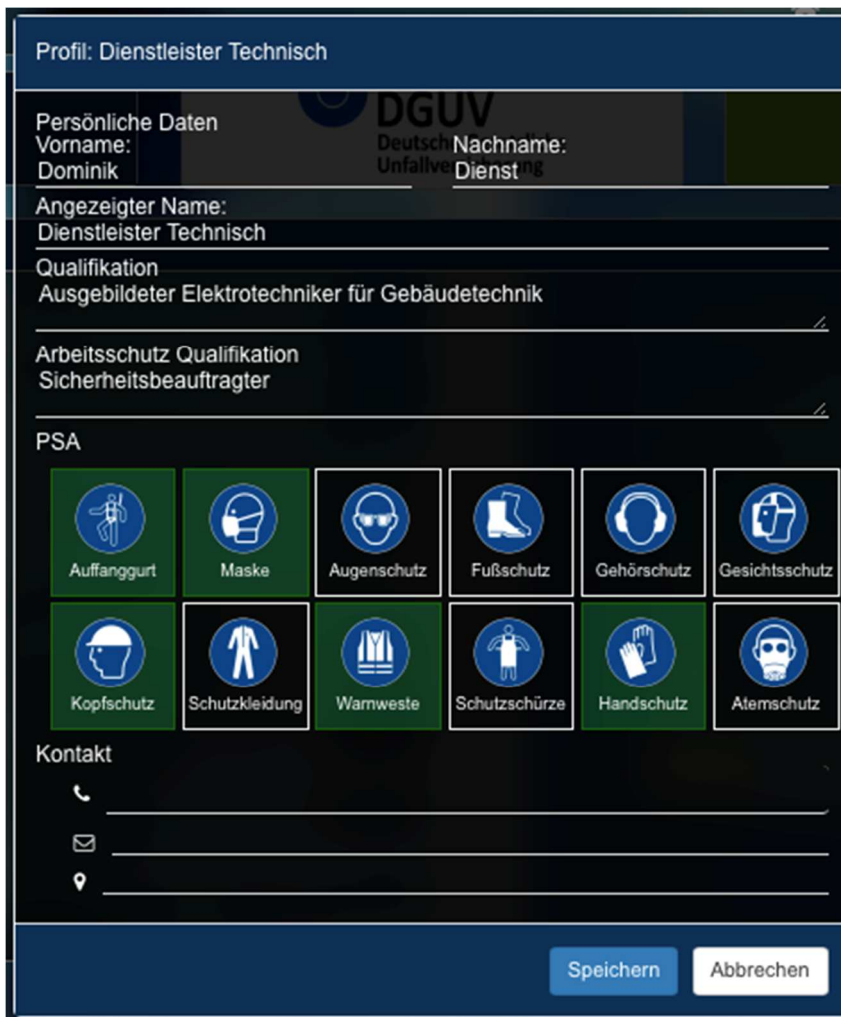 Profil: Dienstleister Technisch
DGUV
Persönliche Daten
Vorname:
Nachname:
Dominik
Dienst
Angezeigter Name:
Dienstleister Technisch
Qualifikation
Ausgebildeter Elektrotechniker für Gebäudetechnik
Arbeitsschutz Qualifikation
Sicherheitsbeauftragter
PSA
Auffanggurt
Maske
Augenschutz
Fußschutz
Gehörschutz
Gesichtsschutz
Kopfschutz
Schutzkleidung
Warnweste
Schutzschürze
Handschutz
Atemschutz
Kontakt
Speichern
Abbrechen